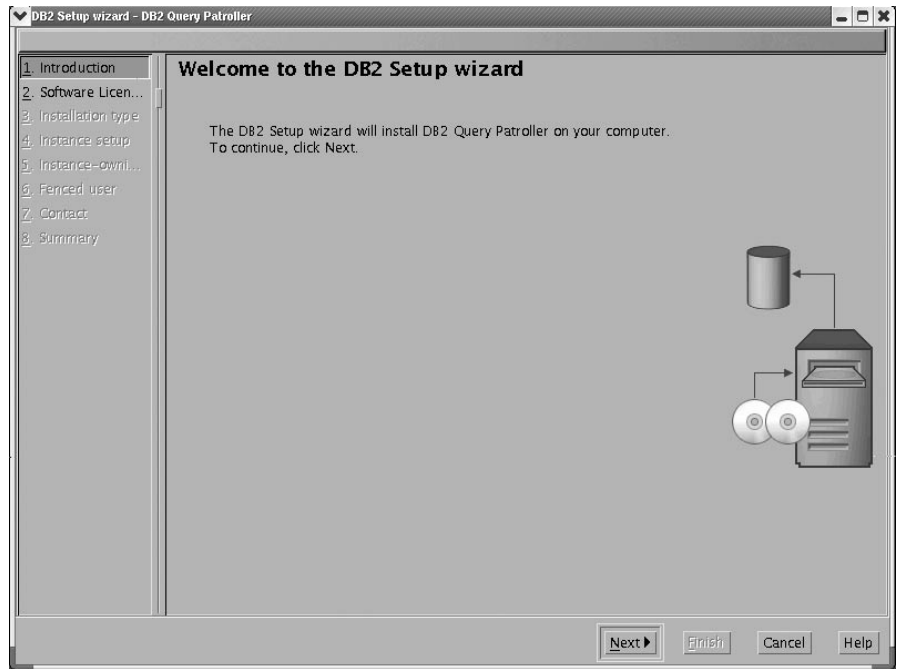 DB2 Setup wizard - DB2 Query Patroller
1. Introduction
2. Software Licen...
3. Installation type
4. Instance setup
5. Instance-owni...
6. Fenced user
7. Contact
8. Summary
Welcome to the DB2 Setup wizard
The DB2 Setup wizard will install DB2 Query Patroller on your computer.
To continue, click Next.
Next
Finish
Cancel
Help